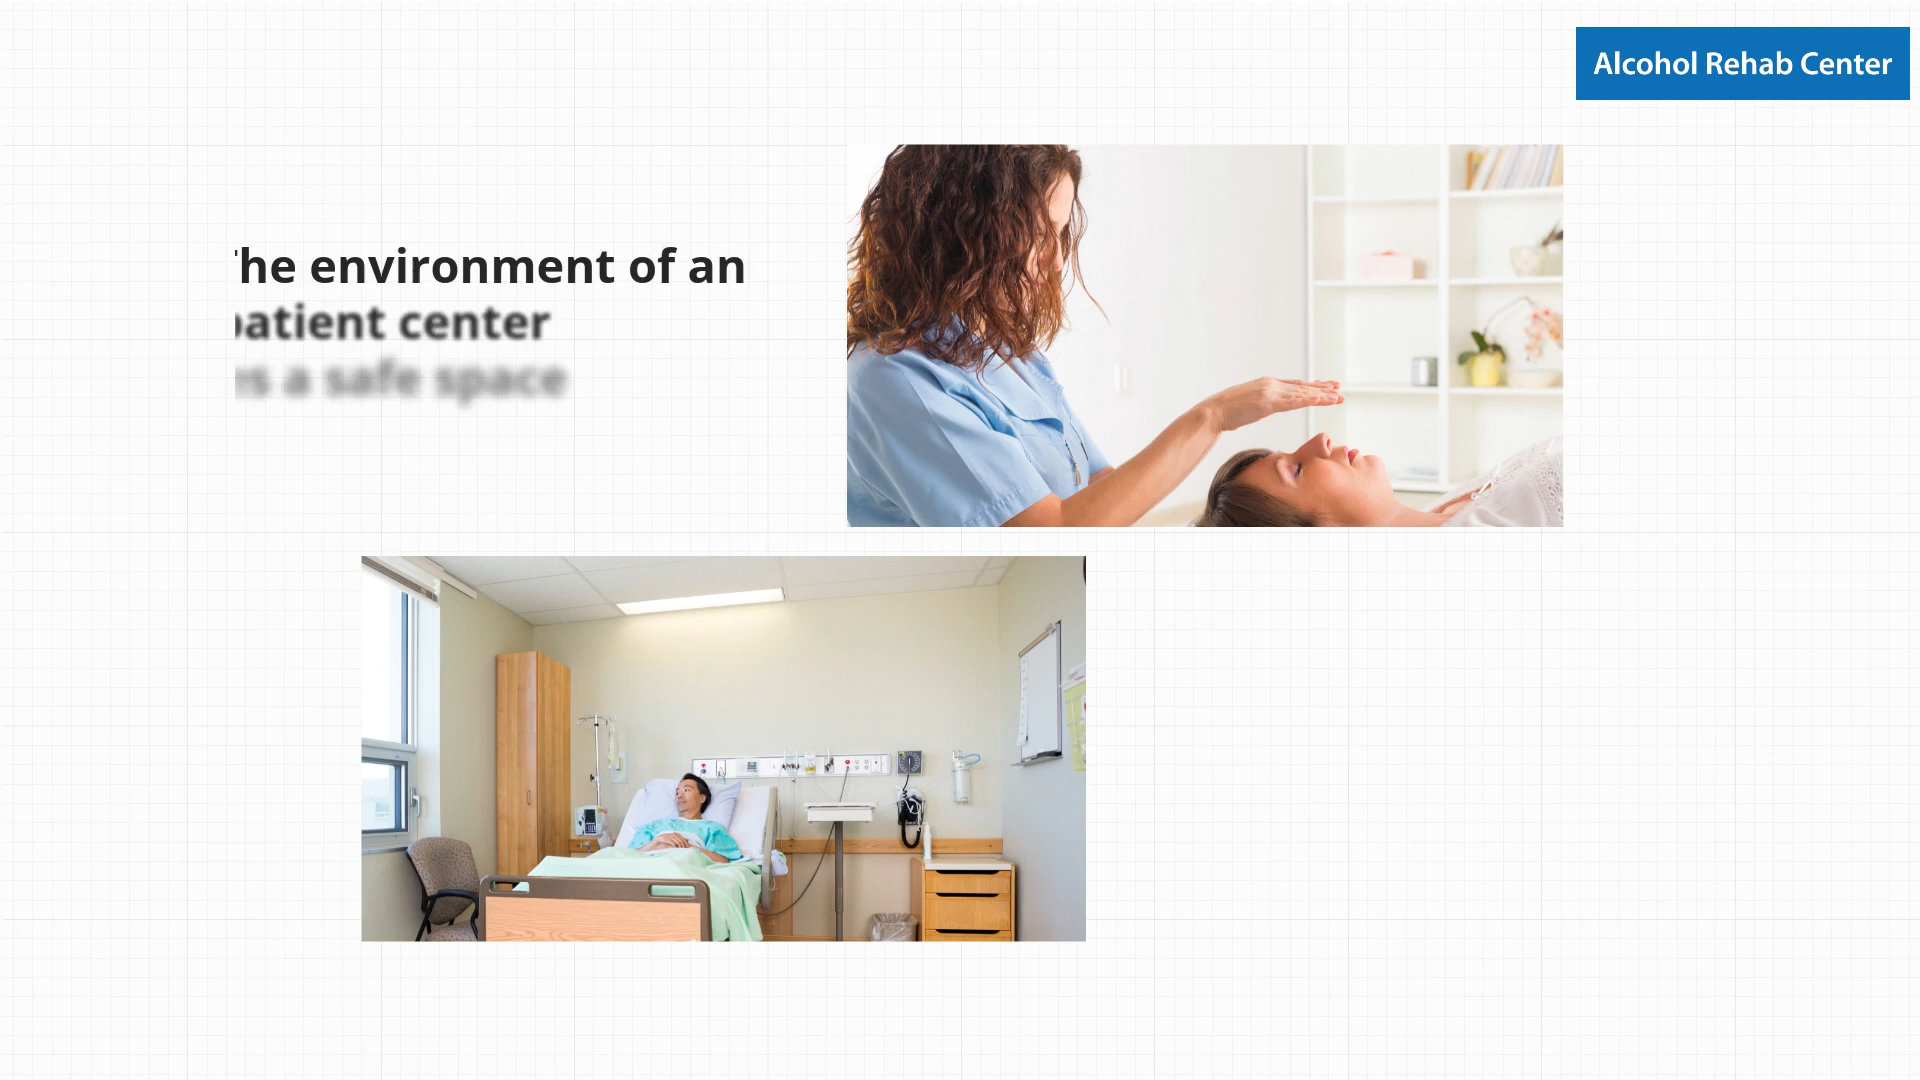 Alcohol Rehab Center
The environment of an
patient center
a safe space